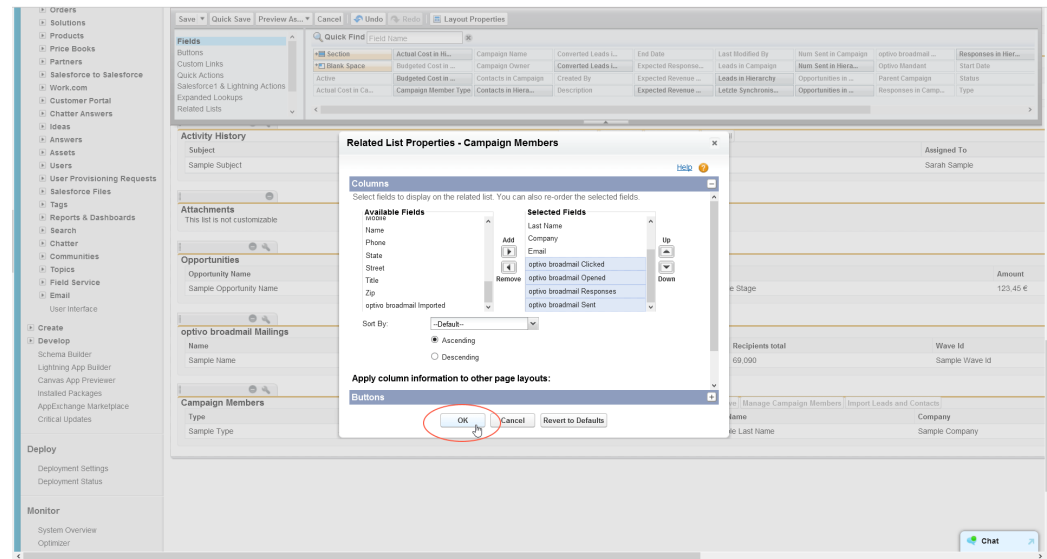 Orders
Solutions
Products
Price Books
Partners
Salesforce to Salesforce
Work.com
Customer Portal
Chatter Answers
Ideas
Answers
Assets
Users
User Provisioning Requests
Salesforce Files
Tags
Reports & Dashboards
Search
Chatter
Communities
Topics
Field Service
Email
User Interface
Create
Develop
Schema Builder
Lightning App Builder
Canvas App Previewer
Installed Packages
AppExchange Marketplace
Critical Updates
Deploy
Deployment Settings
Deployment Status
Monitor
System Overview
Optimizer
Save Quick Save Preview As... Cancel Undo Redo Layout Properties
Fields
Buttons
Custom Links
Quick Actions
Salesforce1 & Lightning Actions
Expanded Lookups
Related Lists
Quick Find Field Name
Section Actual Cost in Hi... Campaign Name Converted Leads i... End Date Last Modified By Num Sent in Campaign optivo broadmail ... Responses in Hier...
Blank Space Budgeted Cost in ... Campaign Owner Converted Leads i... Expected Response... Leads in Campaign Num Sent in Hiera... Optivo Mandant Start Date
Active Budgeted Cost in ... Contacts in Campaign Created By Expected Revenue ... Leads in Hierarchy Opportunities in ... Parent Campaign Status
Actual Cost in Ca... Campaign Member Type Contacts in Hiera... Description Expected Revenue ... Letzte Synchronis... Opportunities in ... Responses in Camp... Type
Activity History
Subject Assigned To
Sample Subject Sarah Sample
Attachments
This list is not customizable
Opportunities
Opportunity Name Amount
Sample Opportunity Name e Stage 123,45 €
optivo broadmail Mailings
Name Recipients total Wave Id
Sample Name 69,090 Sample Wave Id
Campaign Members Manage Campaign Members Import Leads and Contacts
Type Name Company
Sample Type le Last Name Sample Company
Related List Properties - Campaign Members
Help
Columns
Select fields to display on the related list. You can also re-order the selected fields.
Available Fields
Mobile
Name
Phone
State
Street
Title
Zip
optivo broadmail Imported
Add
Remove
Selected Fields
Last Name
Company
Email
optivo broadmail Clicked
optivo broadmail Opened
optivo broadmail Responses
optivo broadmail Sent
Up
Down
Sort By: --Default--
Ascending
Descending
Apply column information to other page layouts:
Buttons
OK Cancel Revert to Defaults
Chat